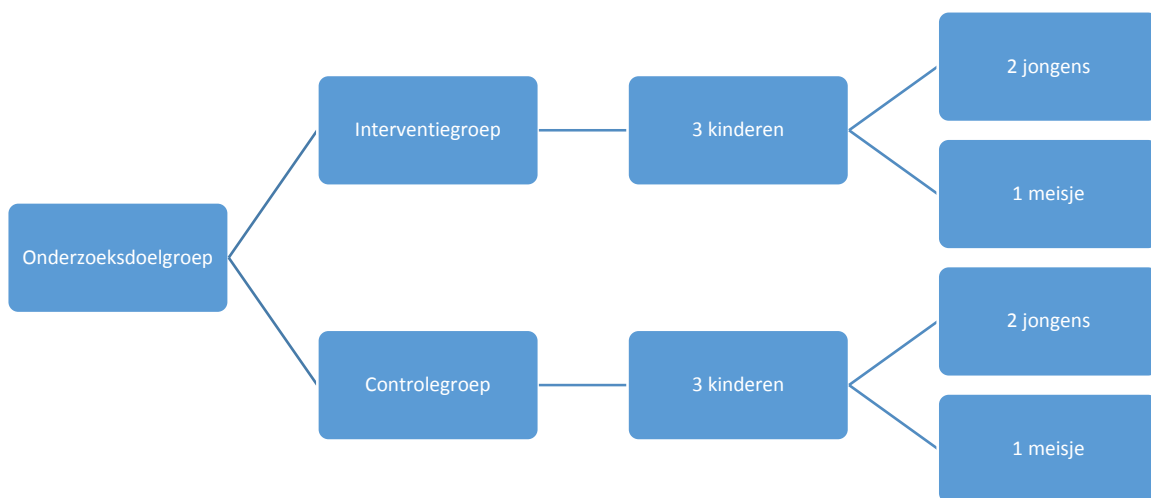 Onderzoeksdoelgroep
Interventiegroep
3 kinderen
2 jongens
1 meisje
Controlegroep
3 kinderen
2 jongens
1 meisje